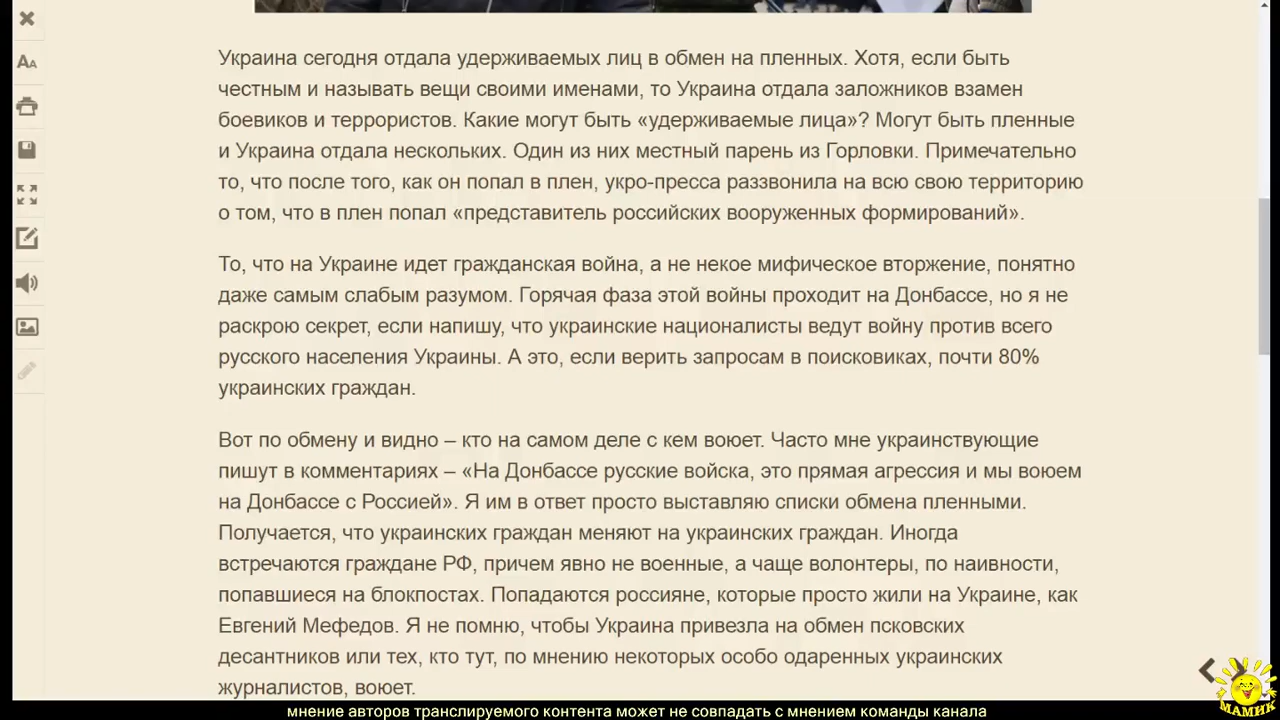 Украина сегодня отдала удерживаемых лиц в обмен на пленных. Хотя, если быть
честным и называть вещи своими именами, то Украина отдала заложников взамен
боевиков и террористов. Какие могут быть «удерживаемые лица»? Могут быть пленные
и Украина отдала нескольких. Один из них местный парень из Горловки. Примечательно
то, что после того, как он попал в плен, укро-пресса раззвонила на всю свою территорию
о том, что в плен попал «представитель российских вооруженных формирований».
То, что на Украине идет гражданская война, а не некое мифическое вторжение, понятно
даже самым слабым разумом. Горячая фаза этой войны проходит на Донбассе, но я не
раскрою секрет, если напишу, что украинские националисты ведут войну против всего
русского населения Украины. А это, если верить запросам в поисковиках, почти 80%
украинских граждан.
Вот по обмену и видно – кто на самом деле с кем воюет. Часто мне украинствующие
пишут в комментариях – «На Донбассе русские войска, это прямая агрессия и мы воюем
на Донбассе с Россией». Я им в ответ просто выставляю списки обмена пленными.
Получается, что украинских граждан меняют на украинских граждан. Иногда
встречаются граждане РФ, причем явно не военные, а чаще волонтеры, по наивности,
попавшиеся на блокпостах. Попадаются россияне, которые просто жили на Украине, как
Евгений Мефедов. Я не помню, чтобы Украина привезла на обмен псковских
десантников или тех, кто тут, по мнению некоторых особо одаренных украинских
журналистов, воюет.
МАМИК
мнение авторов транслируемого контента может не совпадать с мнением команды канала